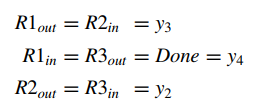 R1out = R2in = y3
R1in = R3out = Done = y4
R2out = R3in = y2